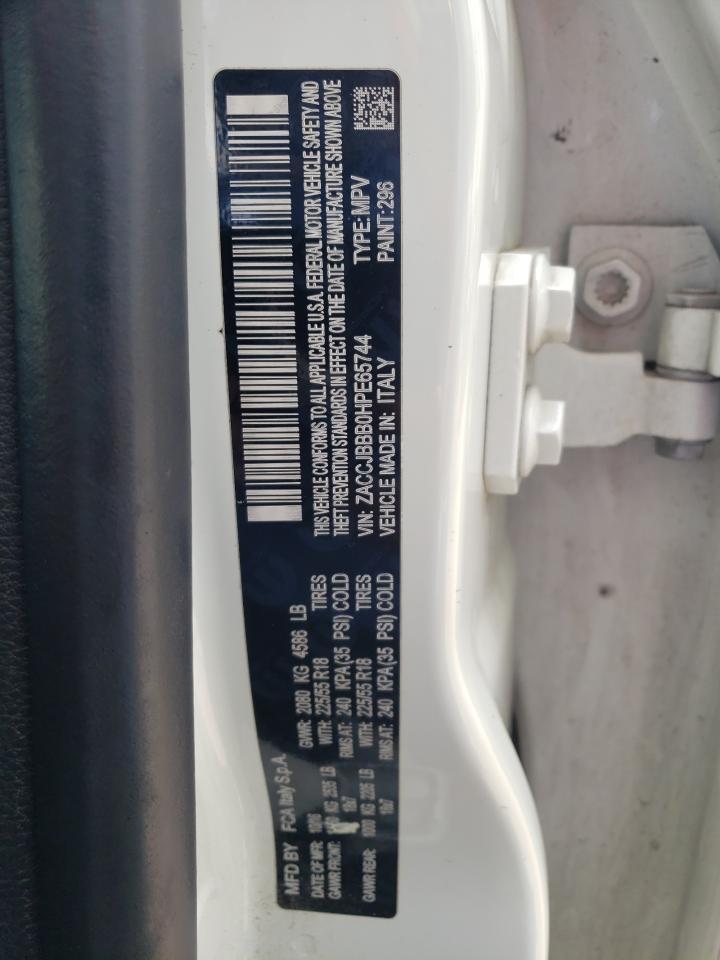 MFD BY FCA Italy S.p.A.
DATE OF MFR: 10/16 GWVR: 2080 KG 4586 LB
GAWR FRONT: KG 2535 LB WITH: 225/55 R18 TIRES
18x7 RIMS AT: 240 KPA(35 PSI) COLD
GAWR REAR: 1000 KG 2205 LB WITH: 225/55 R18 TIRES
18x7 RIMS AT: 240 KPA(35 PSI) COLD
THIS VEHICLE CONFORMS TO ALL APPLICABLE U.S.A. FEDERAL MOTOR VEHICLE SAFETY AND
THEFT PREVENTION STANDARDS IN EFFECT ON THE DATE OF MANUFACTURE SHOWN ABOVE
VIN: ZACCJBBB0HPE65744 TYPE: MPV
VEHICLE MADE IN: ITALY PAINT: 296